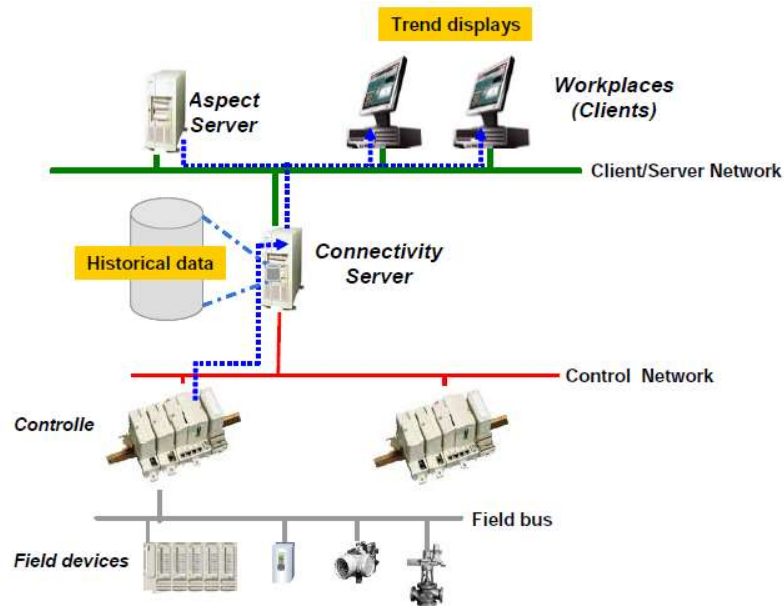 Trend displays
Aspect
Server
Workplaces
(Clients)
Client/Server Network
Historical data
Connectivity
Server
Control Network
Controlle
Field bus
Field devices